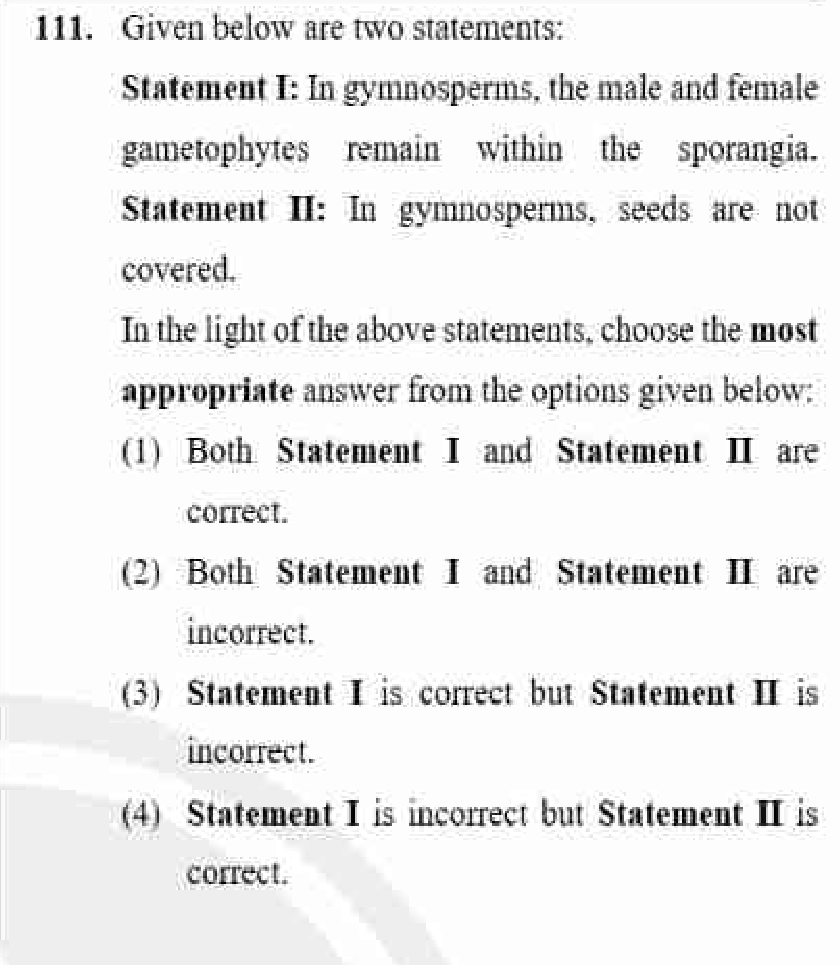 111. Given below are two statements:
Statement I: In gymnosperms, the male and female
gametophytes remain within the sporangia.
Statement II: In gymnosperms, seeds are not
covered.
In the light of the above statements, choose the most
appropriate answer from the options given below:
(1) Both Statement I and Statement II are
correct.
(2) Both Statement I and Statement II are
incorrect.
(3) Statement I is correct but Statement II is
incorrect.
(4) Statement I is incorrect but Statement II is
correct.